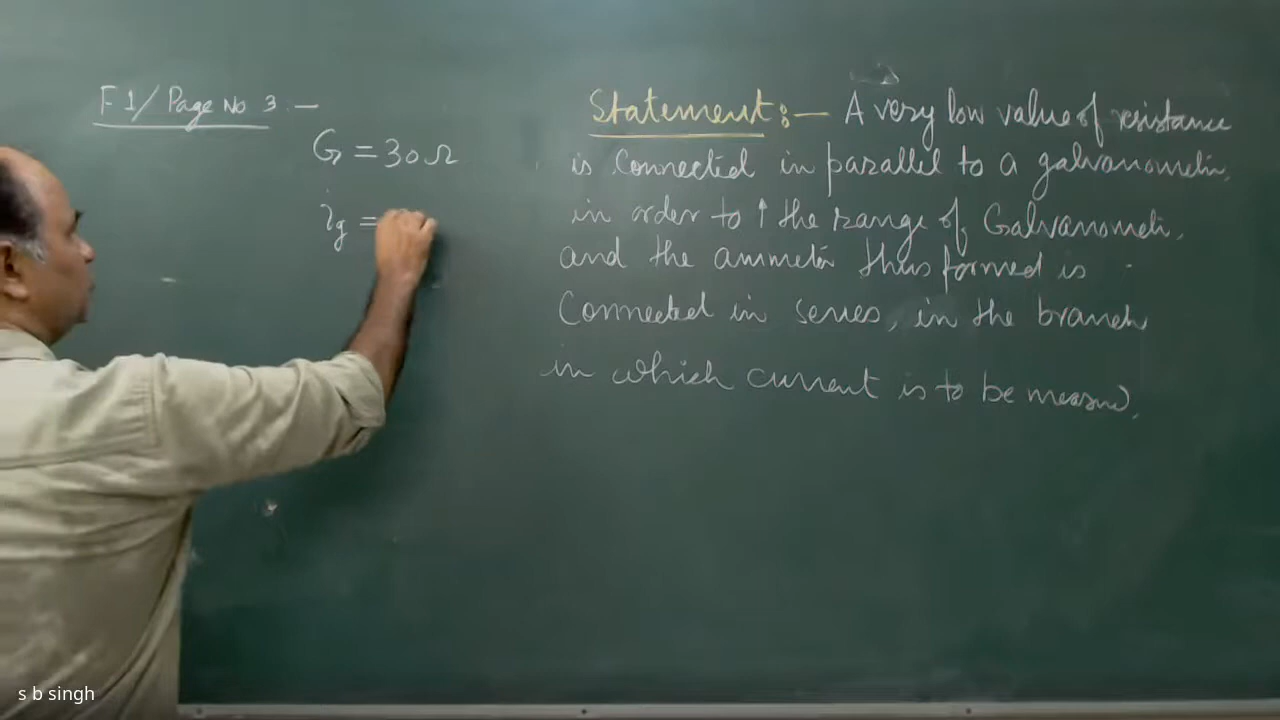 F1/ Page No 3 :—
G = 30 Ω
ig =
Statement :— A very low value of resistance
is connected in parallel to a galvanometer,
in order to ↑ the range of Galvanometer,
and the ammeter thus formed is
Connected in series, in the branch
in which current is to be measured,
s b singh